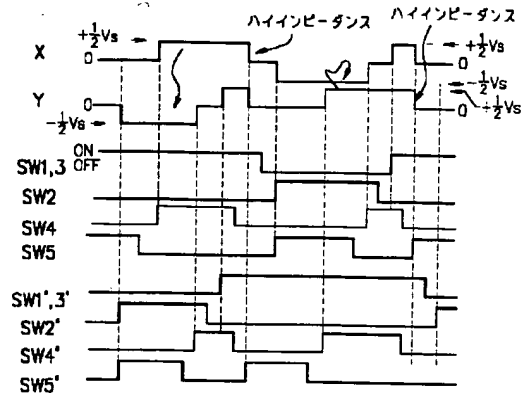 ハイインピーダンス
ハイインピーダンス
+½Vs
X
0
+½Vs
0
-½Vs
+½Vs
Y
0
-½Vs
0
ON
SW1,3 OFF
SW2
SW4
SW5
SW1',3'
SW2'
SW4'
SW5'